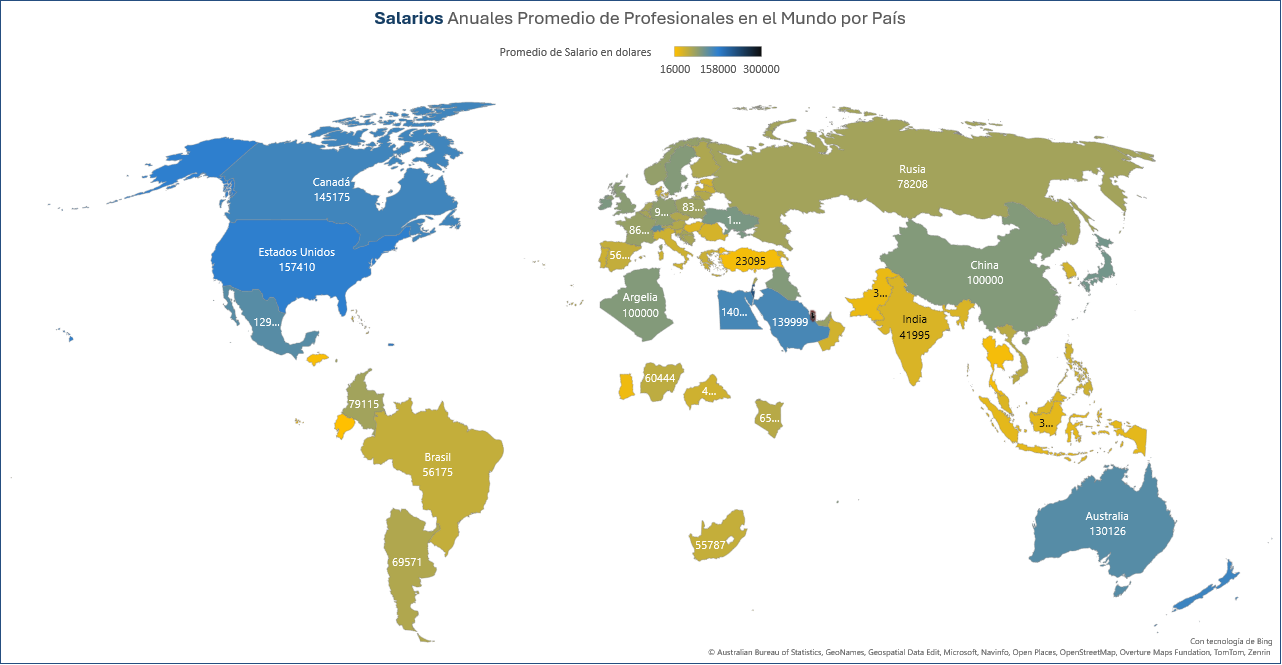 Salarios Anuales Promedio de Profesionales en el Mundo por País
Promedio de Salario en dolares
16000 158000 300000
Canadá
145175
Rusia
78208
Estados Unidos
157410
129...
9...
83...
86...
1...
56...
23095
China
100000
Argelia
100000
140...
139999
3...
India
41995
60444
4...
65...
3...
79115
Brasil
56175
69571
55787
Australia
130126
Con tecnología de Bing
© Australian Bureau of Statistics, GeoNames, Geospatial Data Edit, Microsoft, Navinfo, Open Places, OpenStreetMap, Overture Maps Fundation, TomTom, Zenrin